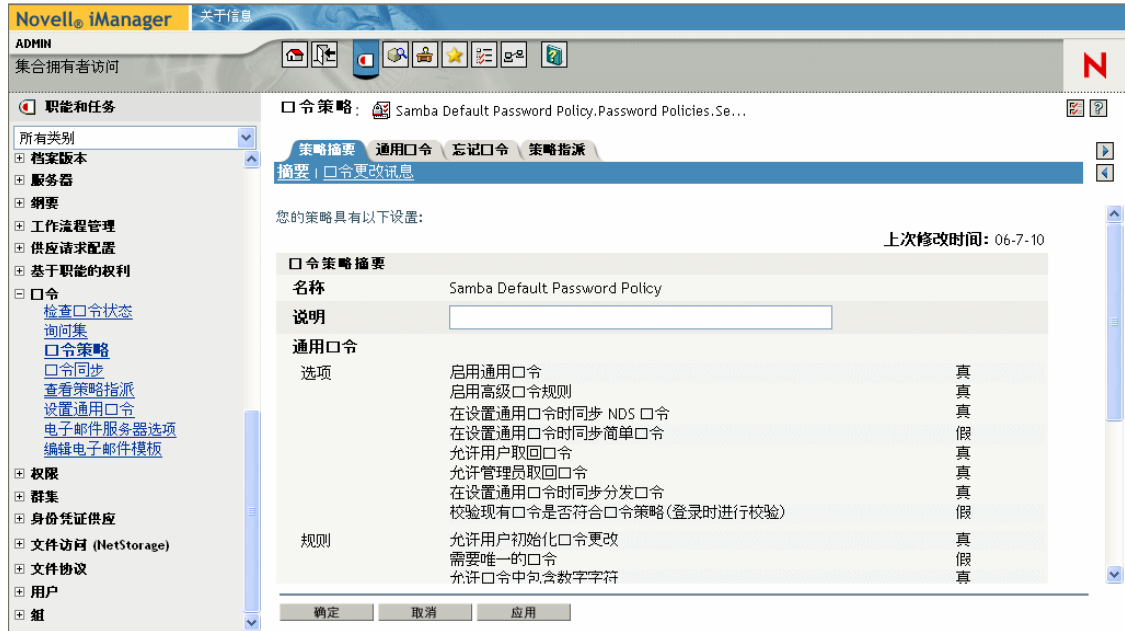 Novell® iManager
关于信息
ADMIN
集合拥有者访问
N
职能和任务
所有类别
档案版本
服务器
纲要
工作流程管理
供应请求配置
基于职能的权利
口令
检查口令状态
询问集
口令策略
口令同步
查看策略指派
设置通用口令
电子邮件服务器选项
编辑电子邮件模板
权限
群集
身份凭证供应
文件访问 (NetStorage)
文件协议
用户
组
口令策略: Samba Default Password Policy.Password Policies.Se...
策略摘要 通用口令 忘记口令 策略指派
摘要 | 口令更改讯息
您的策略具有以下设置:
上次修改时间: 06-7-10
口令策略摘要
名称 Samba Default Password Policy
说明
通用口令
选项 启用通用口令 真
启用高级口令规则 真
在设置通用口令时同步 NDS 口令 真
在设置通用口令时同步简单口令 假
允许用户取回口令 真
允许管理员取回口令 真
在设置通用口令时同步分发口令 真
校验现有口令是否符合口令策略(登录时进行校验) 假
规则 允许用户初始化口令更改 真
需要唯一的口令 假
允许口令中包含数字字符 真
确定 取消 应用